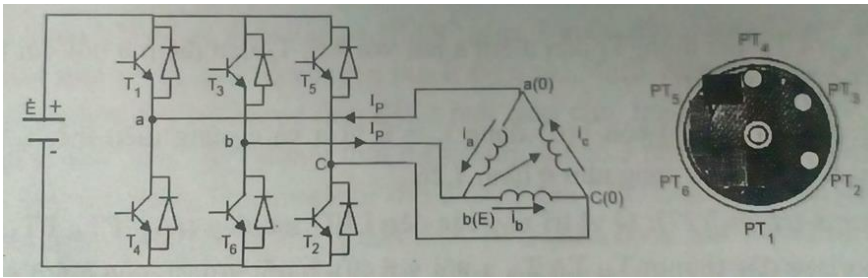 T1
T3
T5
E
+
-
a
b
C
IP
IP
T4
T6
T2
a(0)
ia
ic
C(0)
b(E)
ib
PT4
PT5
PT3
PT6
PT2
PT1